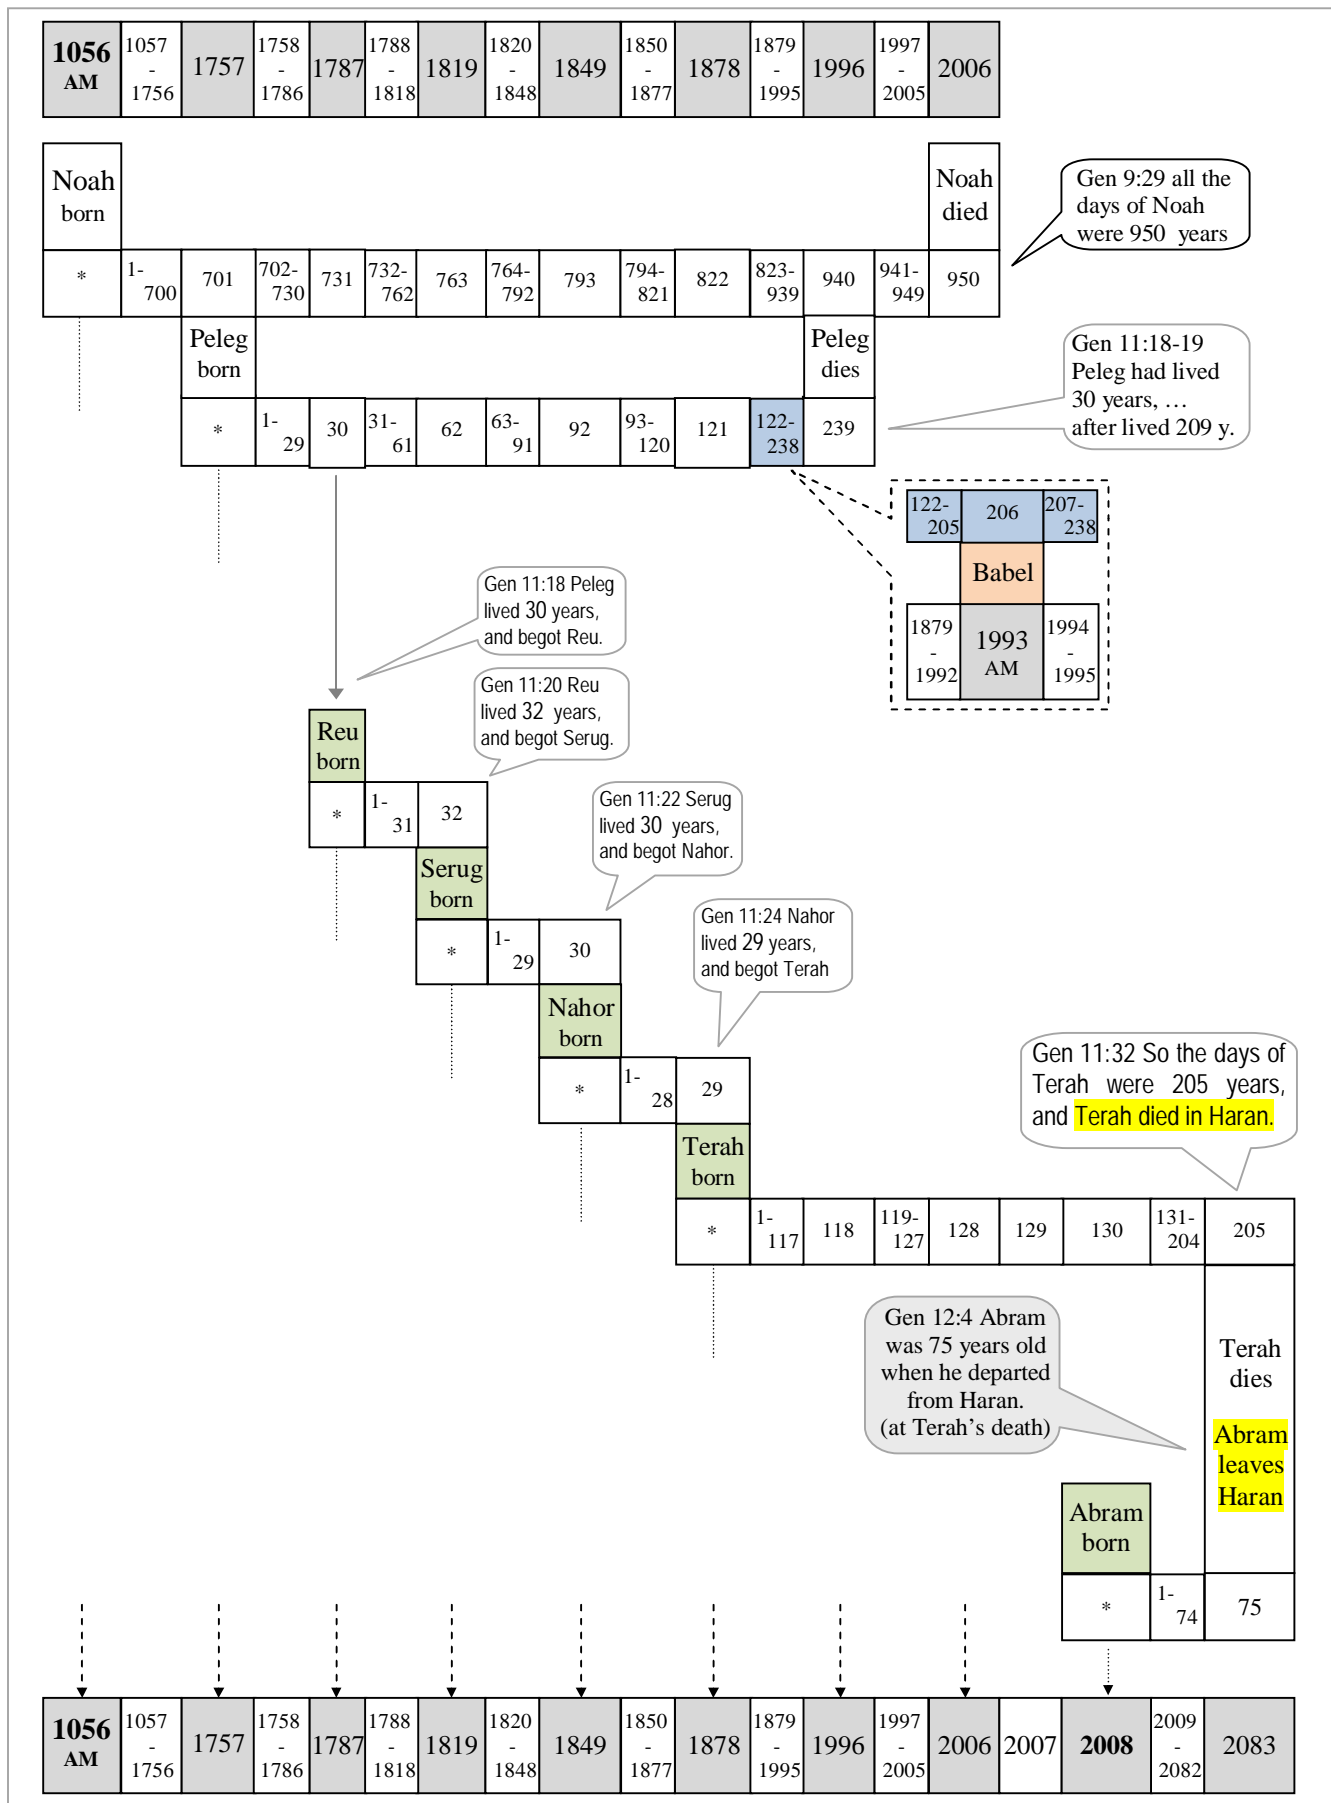 1056 AM 1057 - 1756 1757 1758 - 1786 1787 1788 - 1818 1819 1820 - 1848 1849 1850 - 1877 1878 1879 - 1995 1996 1997 - 2005 2006
Noah
born
Noah
died
Gen 9:29 all the
days of Noah
were 950 years
* 1-700 701 702-730 731 732-762 763 764-792 793 794-821 822 823-939 940 941-949 950
Peleg
born
Peleg
dies
Gen 11:18-19
Peleg had lived
30 years, …
after lived 209 y.
* 1-29 30 31-61 62 63-91 92 93-120 121 122-238 239
122-205 206 207-238
Babel
1879 - 1992 1993 AM 1994 - 1995
Gen 11:18 Peleg
lived 30 years,
and begot Reu.
Gen 11:20 Reu
lived 32 years,
and begot Serug.
Reu
born
* 1-31 32
Gen 11:22 Serug
lived 30 years,
and begot Nahor.
Serug
born
* 1-29 30
Gen 11:24 Nahor
lived 29 years,
and begot Terah
Nahor
born
* 1-28 29
Gen 11:32 So the days of
Terah were 205 years,
and Terah died in Haran.
Terah
born
* 1-117 118 119-127 128 129 130 131-204 205
Gen 12:4 Abram
was 75 years old
when he departed
from Haran.
(at Terah's death)
Terah
dies
Abram
leaves
Haran
Abram
born
* 1-74 75
1056 AM 1057 - 1756 1757 1758 - 1786 1787 1788 - 1818 1819 1820 - 1848 1849 1850 - 1877 1878 1879 - 1995 1996 1997 - 2005 2006 2007 2008 2009 - 2082 2083